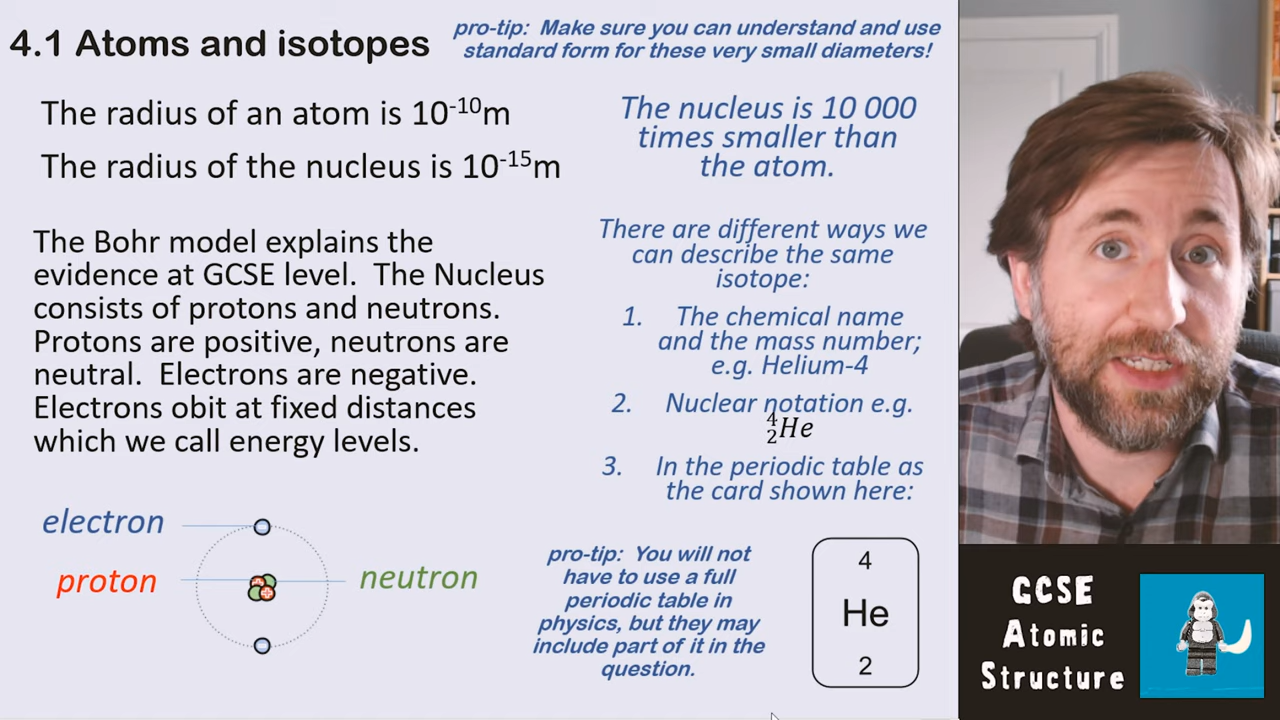 4.1 Atoms and isotopes
pro-tip: Make sure you can understand and use
standard form for these very small diameters!
The radius of an atom is 10⁻¹⁰m
The radius of the nucleus is 10⁻¹⁵m
The nucleus is 10 000
times smaller than
the atom.
The Bohr model explains the
evidence at GCSE level. The Nucleus
consists of protons and neutrons.
Protons are positive, neutrons are
neutral. Electrons are negative.
Electrons obit at fixed distances
which we call energy levels.
There are different ways we
can describe the same
isotope:
1. The chemical name
and the mass number;
e.g. Helium-4
2. Nuclear notation e.g.
⁴₂He
3. In the periodic table as
the card shown here:
electron
proton
neutron
pro-tip: You will not
have to use a full
periodic table in
physics, but they may
include part of it in the
question.
4
He
2
GCSE
Atomic
Structure